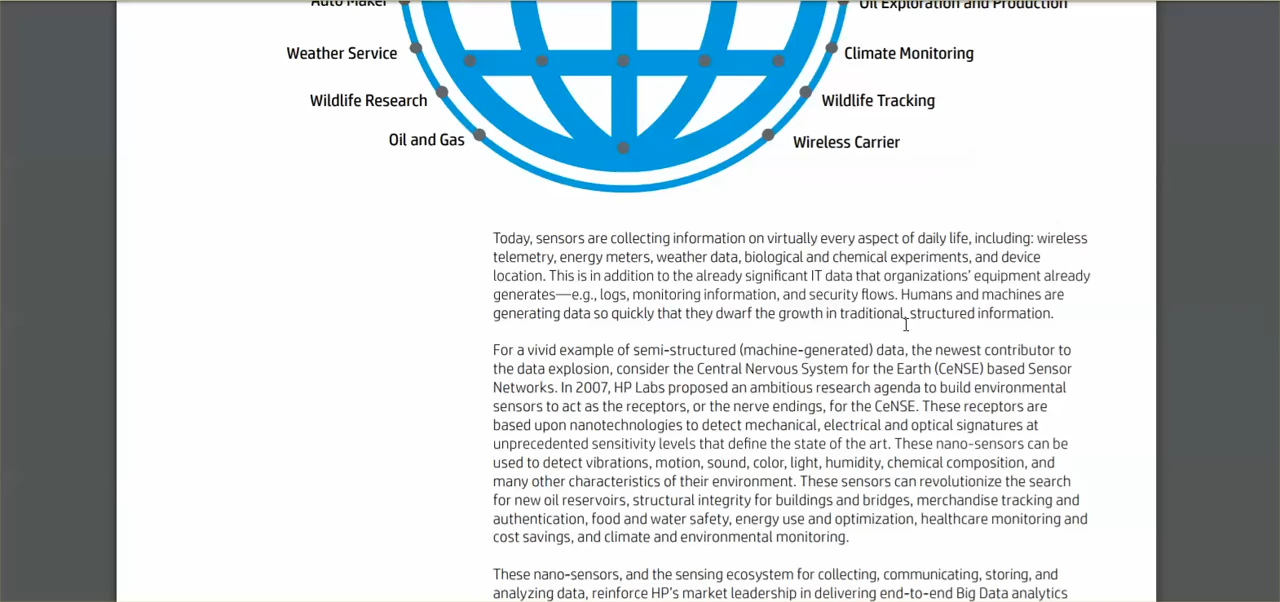 Auto Maker
Oil Exploration and Production
Weather Service
Climate Monitoring
Wildlife Research
Wildlife Tracking
Oil and Gas
Wireless Carrier
Today, sensors are collecting information on virtually every aspect of daily life, including: wireless
telemetry, energy meters, weather data, biological and chemical experiments, and device
location. This is in addition to the already significant IT data that organizations’ equipment already
generates—e.g., logs, monitoring information, and security flows. Humans and machines are
generating data so quickly that they dwarf the growth in traditional, structured information.
For a vivid example of semi-structured (machine-generated) data, the newest contributor to
the data explosion, consider the Central Nervous System for the Earth (CeNSE) based Sensor
Networks. In 2007, HP Labs proposed an ambitious research agenda to build environmental
sensors to act as the receptors, or the nerve endings, for the CeNSE. These receptors are
based upon nanotechnologies to detect mechanical, electrical and optical signatures at
unprecedented sensitivity levels that define the state of the art. These nano-sensors can be
used to detect vibrations, motion, sound, color, light, humidity, chemical composition, and
many other characteristics of their environment. These sensors can revolutionize the search
for new oil reservoirs, structural integrity for buildings and bridges, merchandise tracking and
authentication, food and water safety, energy use and optimization, healthcare monitoring and
cost savings, and climate and environmental monitoring.
These nano-sensors, and the sensing ecosystem for collecting, communicating, storing, and
analyzing data, reinforce HP’s market leadership in delivering end-to-end Big Data analytics